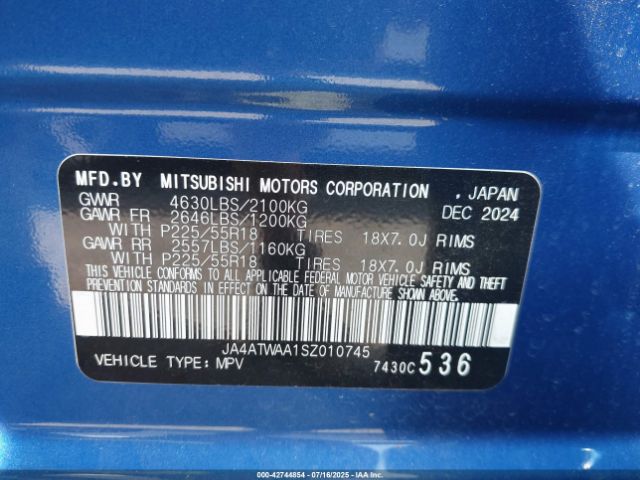 MFD.BY MITSUBISHI MOTORS CORPORATION , JAPAN
GVWR 4630LBS/2100KG DEC 2024
GAWR FR 2646LBS/1200KG
WITH P225/55R18 TIRES 18X7.0J RIMS
GAWR RR 2557LBS/1160KG
WITH P225/55R18 TIRES 18X7.0J RIMS
THIS VEHICLE CONFORMS TO ALL APPLICABLE FEDERAL MOTOR VEHICLE SAFETY AND THEFT
PREVENTION STANDARDS IN EFFECT ON THE DATE OF MANUFACTURE SHOWN ABOVE.
JA4ATWAA1SZ010745
VEHICLE TYPE: MPV 7430C 536
000-42744854 | 07/16/2025 | IAAI Corporation